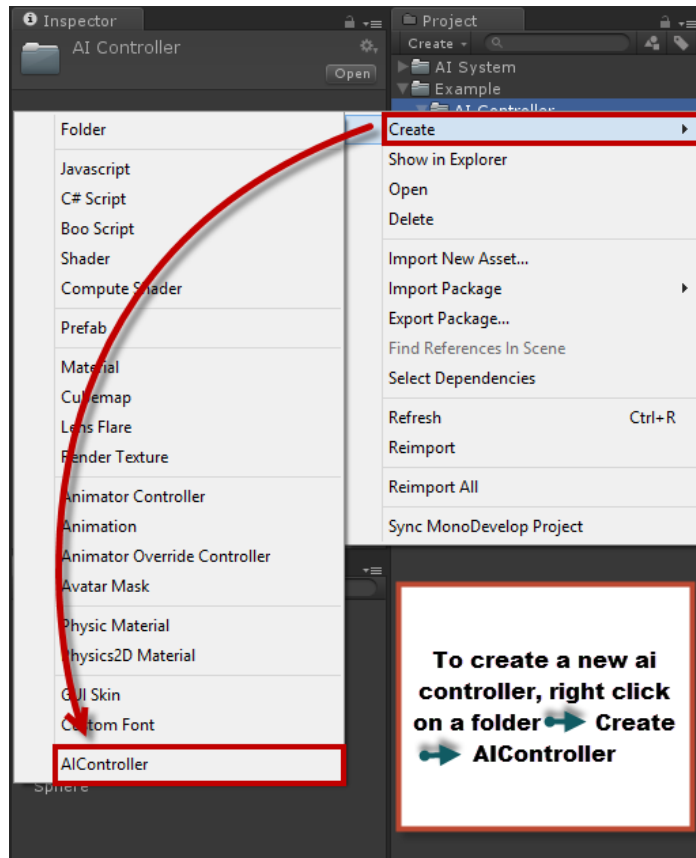 Inspector
AI Controller
Open
Project
Create
AI System
Example
AI Controller
Create
Show in Explorer
Open
Delete
Import New Asset...
Import Package
Export Package...
Find References In Scene
Select Dependencies
Refresh Ctrl+R
Reimport
Reimport All
Sync MonoDevelop Project
Folder
Javascript
C# Script
Boo Script
Shader
Compute Shader
Prefab
Material
Cubemap
Lens Flare
Render Texture
Animator Controller
Animation
Animator Override Controller
Avatar Mask
Physic Material
Physics2D Material
GUI Skin
Custom Font
AIController
Sphere
To create a new ai
controller, right click
on a folder Create
AIController